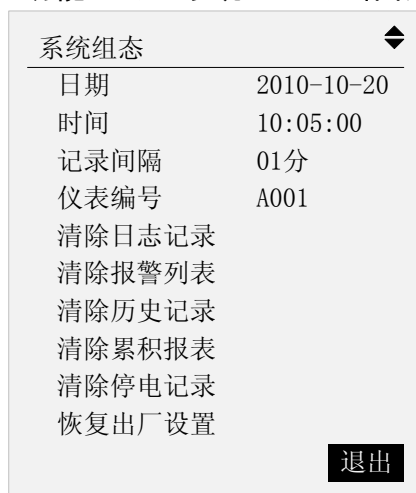 系统组态
日期 2010-10-20
时间 10:05:00
记录间隔 01分
仪表编号 A001
清除日志记录
清除报警列表
清除历史记录
清除累积报表
清除停电记录
恢复出厂设置
退出